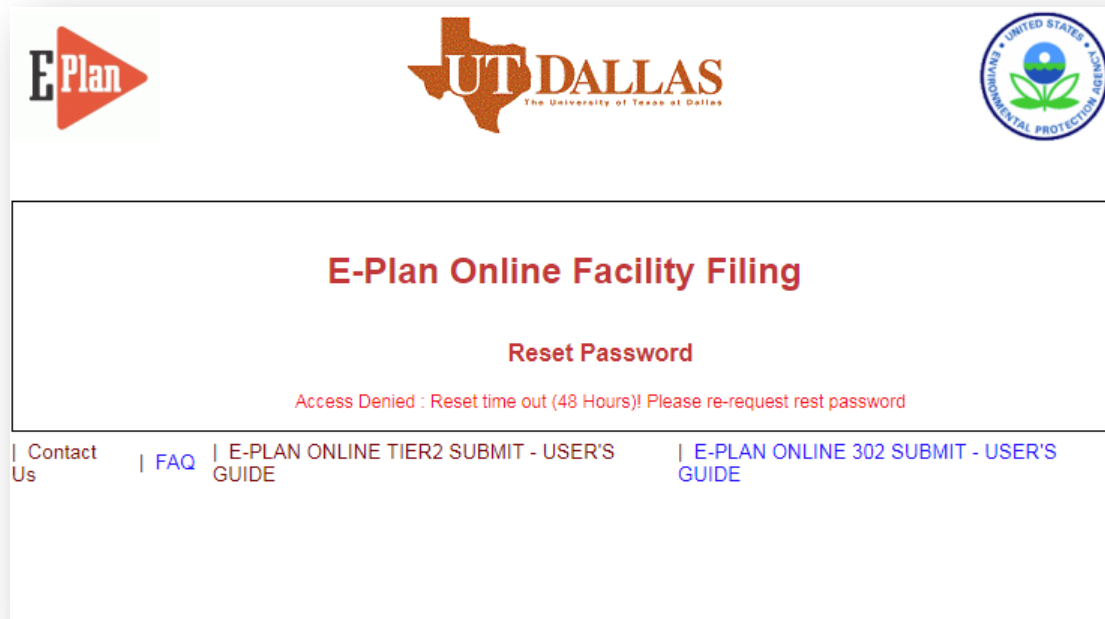 E Plan
UT DALLAS
The University of Texas at Dallas
UNITED STATES
ENVIRONMENTAL PROTECTION AGENCY
E-Plan Online Facility Filing
Reset Password
Access Denied : Reset time out (48 Hours)! Please re-request rest password
| Contact Us
| FAQ
| E-PLAN ONLINE TIER2 SUBMIT - USER'S
GUIDE
| E-PLAN ONLINE 302 SUBMIT - USER'S
GUIDE